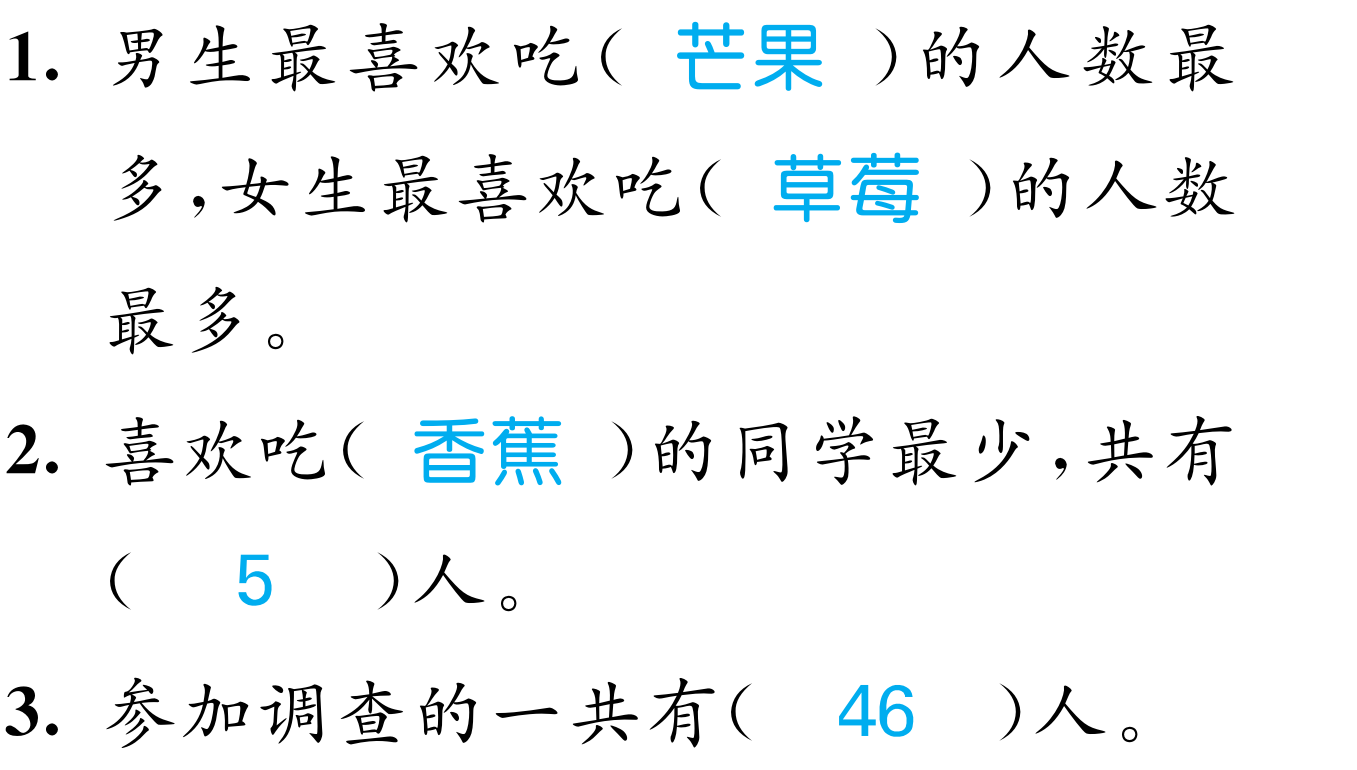 1. 男生最喜欢吃( 芒果 )的人数最
多,女生最喜欢吃( 草莓 )的人数
最多。
2. 喜欢吃( 香蕉 )的同学最少,共有
( 5 )人。
3. 参加调查的一共有( 46 )人。